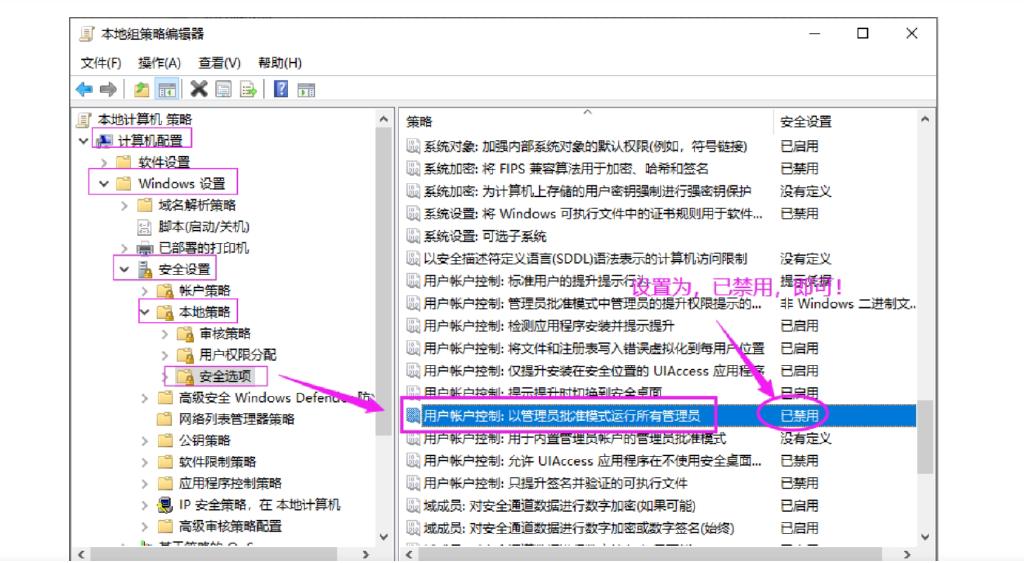 本地组策略编辑器
文件(F) 操作(A) 查看(V) 帮助(H)
本地计算机 策略
计算机配置
软件设置
Windows 设置
域名解析策略
脚本(启动/关机)
已部署的打印机
安全设置
帐户策略
本地策略
审核策略
用户权限分配
安全选项
高级安全 Windows Defender 防
网络列表管理器策略
公钥策略
软件限制策略
应用程序控制策略
IP 安全策略，在 本地计算机
高级审核策略配置
策略 安全设置
系统对象: 加强内部系统对象的默认权限(例如，符号链接) 已启用
系统加密: 将 FIPS 兼容算法用于加密、哈希和签名 已禁用
系统加密: 为计算机上存储的用户密钥强制进行强密钥保护 没有定义
系统设置: 将 Windows 可执行文件中的证书规则用于软件... 已禁用
系统设置: 可选子系统
以安全描述符定义语言(SDDL)语法表示的计算机访问限制 没有定义
用户帐户控制: 标准用户的提升提示行为 提示凭据
设置为，已禁用，即可！
用户帐户控制: 管理员批准模式中管理员的提升权限提示的... 非 Windows 二进制文...
用户帐户控制: 检测应用程序安装并提示提升 已启用
用户帐户控制: 将文件和注册表写入错误虚拟化到每用户位置 已启用
用户帐户控制: 仅提升安装在安全位置的 UIAccess 应用程序 已启用
用户帐户控制: 提示提升时切换到安全桌面 已启用
用户帐户控制: 以管理员批准模式运行所有管理员 已禁用
用户帐户控制: 用于内置管理员帐户的管理员批准模式 没有定义
用户帐户控制: 允许 UIAccess 应用程序在不使用安全桌面... 已禁用
用户帐户控制: 只提升签名并验证的可执行文件 已禁用
域成员: 对安全通道数据进行数字加密(如果可能) 已启用
域成员: 对安全通道数据进行数字加密或数字签名(始终) 已启用